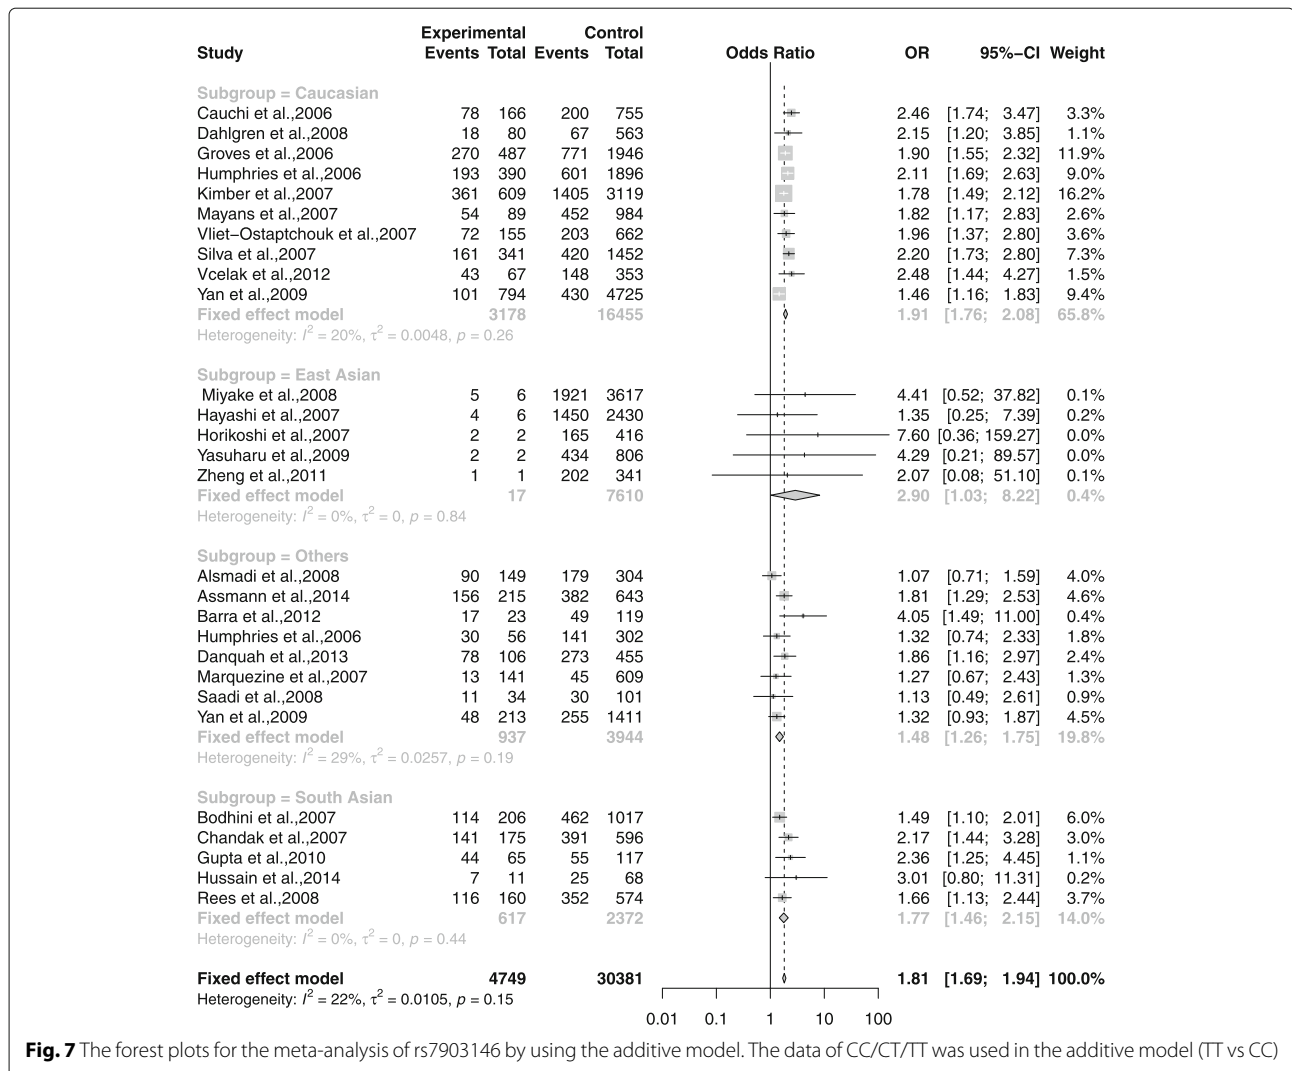 Experimental Control
Study Events Total Events Total Odds Ratio OR 95%−CI Weight
Subgroup = Caucasian
Cauchi et al.,2006 78 166 200 755 2.46 [1.74; 3.47] 3.3%
Dahlgren et al.,2008 18 80 67 563 2.15 [1.20; 3.85] 1.1%
Groves et al.,2006 270 487 771 1946 1.90 [1.55; 2.32] 11.9%
Humphries et al.,2006 193 390 601 1896 2.11 [1.69; 2.63] 9.0%
Kimber et al.,2007 361 609 1405 3119 1.78 [1.49; 2.12] 16.2%
Mayans et al.,2007 54 89 452 984 1.82 [1.17; 2.83] 2.6%
Vliet−Ostaptchouk et al.,2007 72 155 203 662 1.96 [1.37; 2.80] 3.6%
Silva et al.,2007 161 341 420 1452 2.20 [1.73; 2.80] 7.3%
Vcelak et al.,2012 43 67 148 353 2.48 [1.44; 4.27] 1.5%
Yan et al.,2009 101 794 430 4725 1.46 [1.16; 1.83] 9.4%
Fixed effect model 3178 16455 1.91 [1.76; 2.08] 65.8%
Heterogeneity: I² = 20%, τ² = 0.0048, p = 0.26
Subgroup = East Asian
Miyake et al.,2008 5 6 1921 3617 4.41 [0.52; 37.82] 0.1%
Hayashi et al.,2007 4 6 1450 2430 1.35 [0.25; 7.39] 0.2%
Horikoshi et al.,2007 2 2 165 416 7.60 [0.36; 159.27] 0.0%
Yasuharu et al.,2009 2 2 434 806 4.29 [0.21; 89.57] 0.0%
Zheng et al.,2011 1 1 202 341 2.07 [0.08; 51.10] 0.1%
Fixed effect model 17 7610 2.90 [1.03; 8.22] 0.4%
Heterogeneity: I² = 0%, τ² = 0, p = 0.84
Subgroup = Others
Alsmadi et al.,2008 90 149 179 304 1.07 [0.71; 1.59] 4.0%
Assmann et al.,2014 156 215 382 643 1.81 [1.29; 2.53] 4.6%
Barra et al.,2012 17 23 49 119 4.05 [1.49; 11.00] 0.4%
Humphries et al.,2006 30 56 141 302 1.32 [0.74; 2.33] 1.8%
Danquah et al.,2013 78 106 273 455 1.86 [1.16; 2.97] 2.4%
Marquezine et al.,2007 13 141 45 609 1.27 [0.67; 2.43] 1.3%
Saadi et al.,2008 11 34 30 101 1.13 [0.49; 2.61] 0.9%
Yan et al.,2009 48 213 255 1411 1.32 [0.93; 1.87] 4.5%
Fixed effect model 937 3944 1.48 [1.26; 1.75] 19.8%
Heterogeneity: I² = 29%, τ² = 0.0257, p = 0.19
Subgroup = South Asian
Bodhini et al.,2007 114 206 462 1017 1.49 [1.10; 2.01] 6.0%
Chandak et al.,2007 141 175 391 596 2.17 [1.44; 3.28] 3.0%
Gupta et al.,2010 44 65 55 117 2.36 [1.25; 4.45] 1.1%
Hussain et al.,2014 7 11 25 68 3.01 [0.80; 11.31] 0.2%
Rees et al.,2008 116 160 352 574 1.66 [1.13; 2.44] 3.7%
Fixed effect model 617 2372 1.77 [1.46; 2.15] 14.0%
Heterogeneity: I² = 0%, τ² = 0, p = 0.44
Fixed effect model 4749 30381 1.81 [1.69; 1.94] 100.0%
Heterogeneity: I² = 22%, τ² = 0.0105, p = 0.15
0.01 0.1 1 10 100
Fig. 7 The forest plots for the meta-analysis of rs7903146 by using the additive model. The data of CC/CT/TT was used in the additive model (TT vs CC)